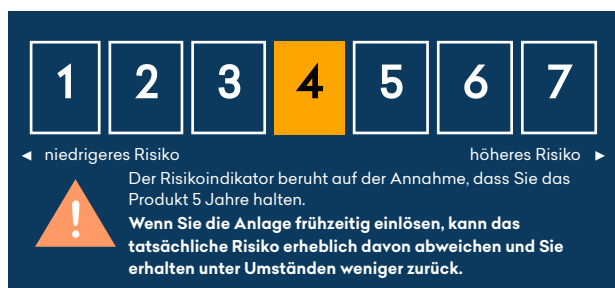 1 2 3 4 5 6 7
◄ niedrigeres Risiko höheres Risiko ►
Der Risikoindikator beruht auf der Annahme, dass Sie das
Produkt 5 Jahre halten.
Wenn Sie die Anlage frühzeitig einlösen, kann das
tatsächliche Risiko erheblich davon abweichen und Sie
erhalten unter Umständen weniger zurück.